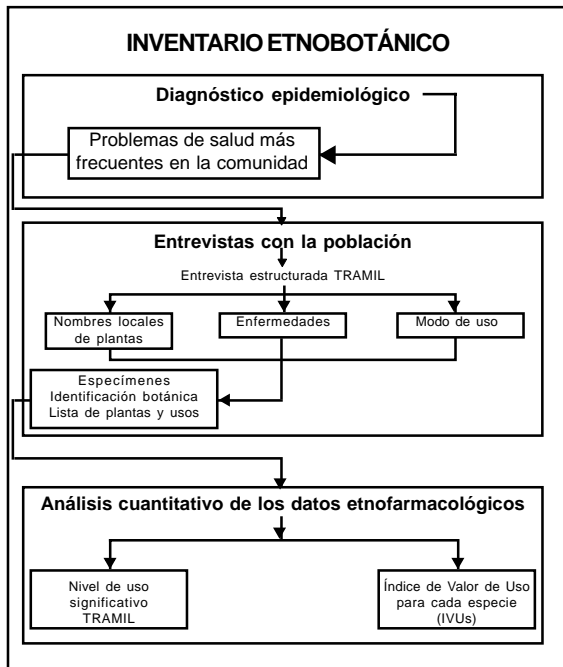 INVENTARIO ETNOBOTÁNICO
Diagnóstico epidemiológico
Problemas de salud más
frecuentes en la comunidad
Entrevistas con la población
Entrevista estructurada TRAMIL
Nombres locales
de plantas
Enfermedades
Modo de uso
Especímenes
Identificación botánica
Lista de plantas y usos
Análisis cuantitativo de los datos etnofarmacológicos
Nivel de uso
significativo
TRAMIL
Índice de Valor de Uso
para cada especie
(IVUs)